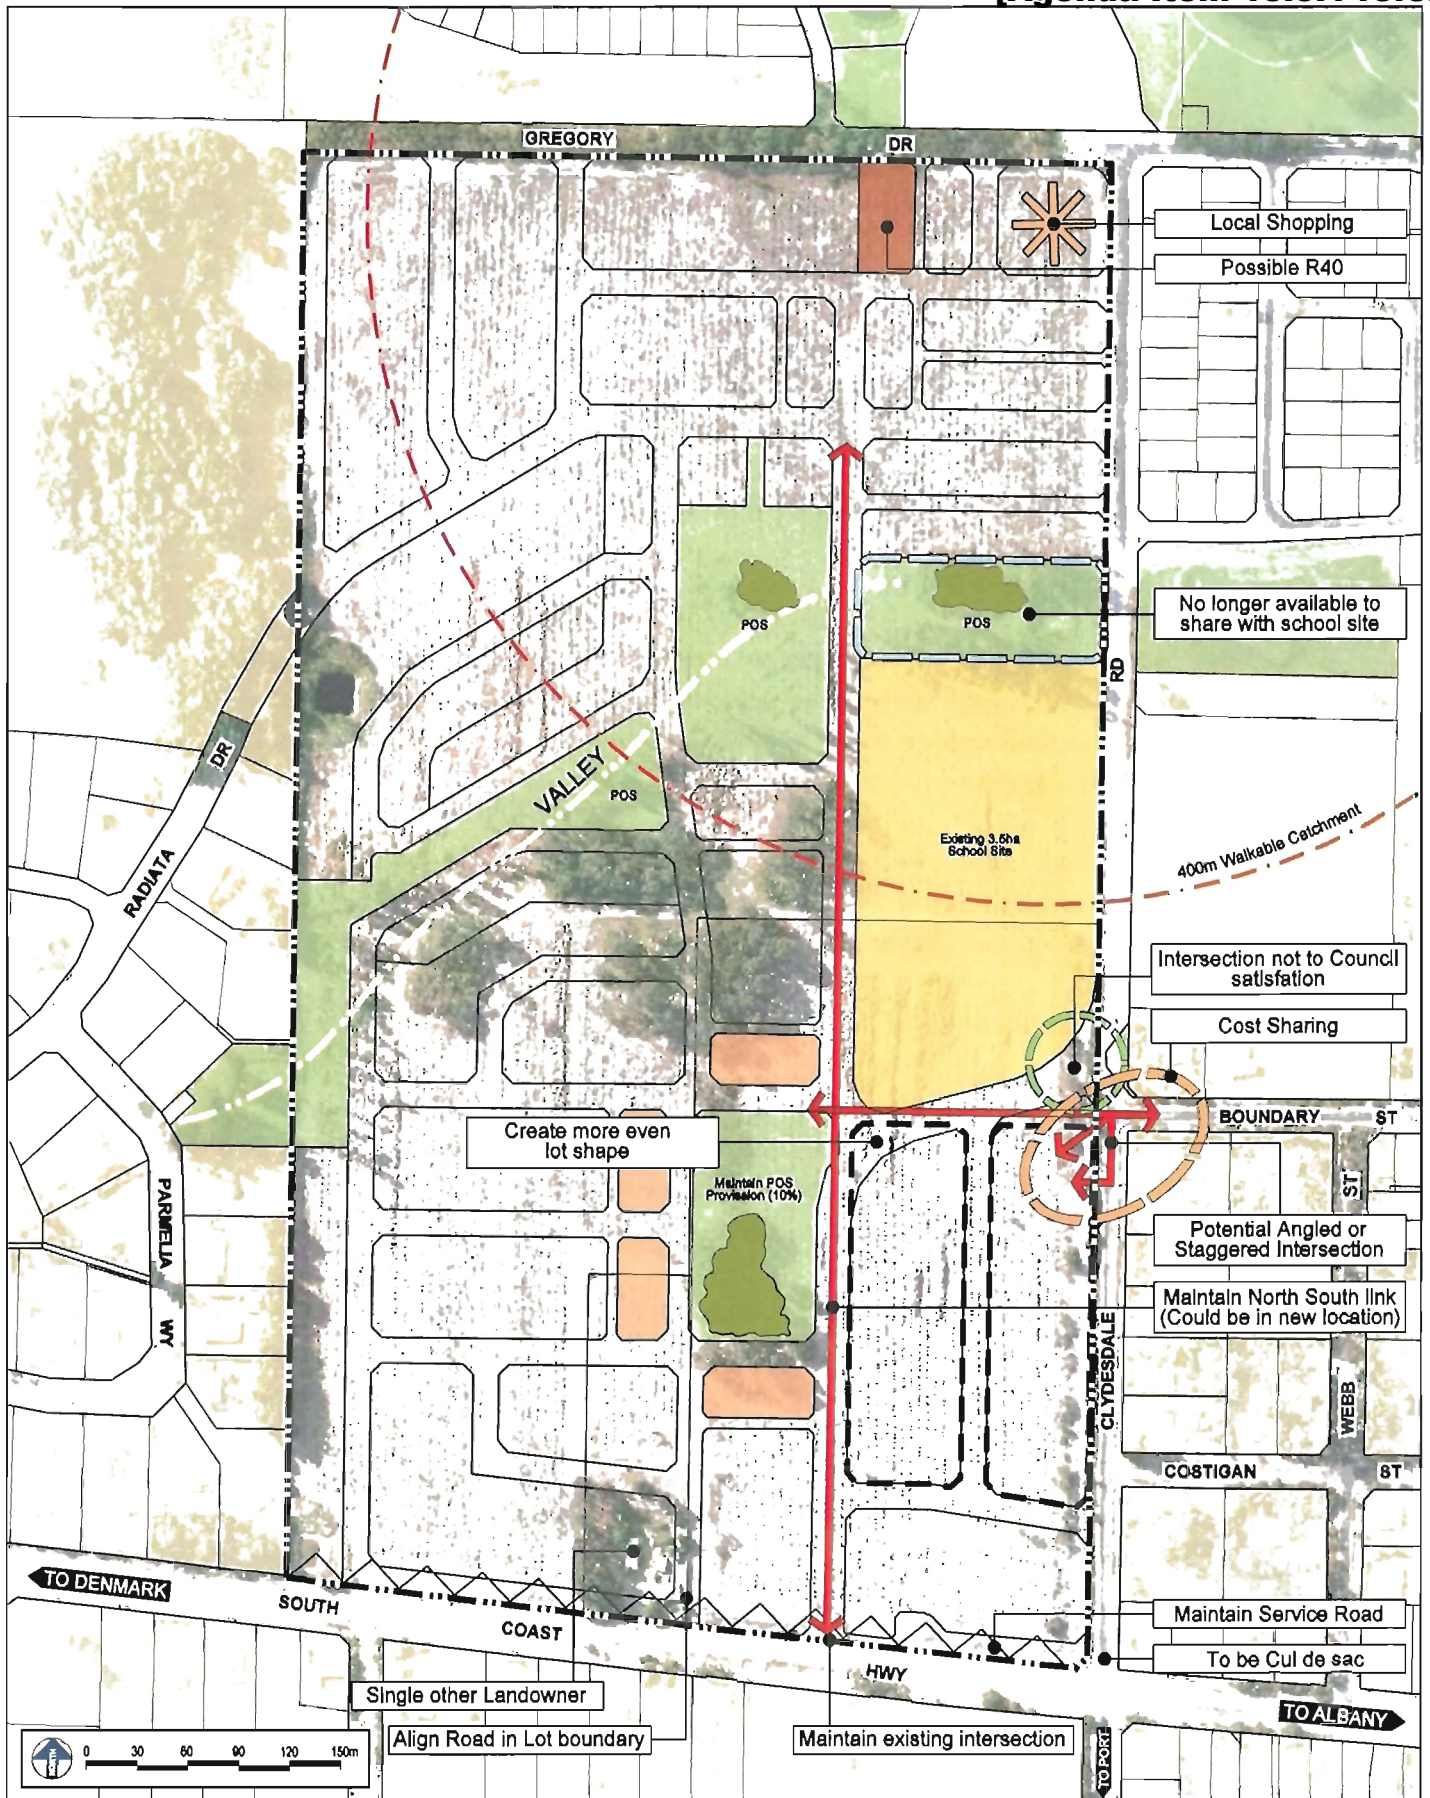 GREGORY
DR
Local Shopping
Possible R40
No longer available to
share with school site
POS
POS
RD
DR
VALLEY
POS
Existing 3.5ha
School Site
400m Walkable Catchment
RADIATA
Intersection not to Council
satisfation
Cost Sharing
BOUNDARY
ST
Create more even
lot shape
Maintain POS
Provission (10%)
PARMELIA
WY
ST
Potential Angled or
Staggered Intersection
Maintain North South link
(Could be in new location)
CLYDESDALE
WEBB
COSTIGAN
ST
TO DENMARK
SOUTH
COAST
HWY
Maintain Service Road
To be Cul de sac
Single other Landowner
TO ALBANY
Align Road in Lot boundary
Maintain existing intersection
TO PORT
0 30 60 90 120 150m